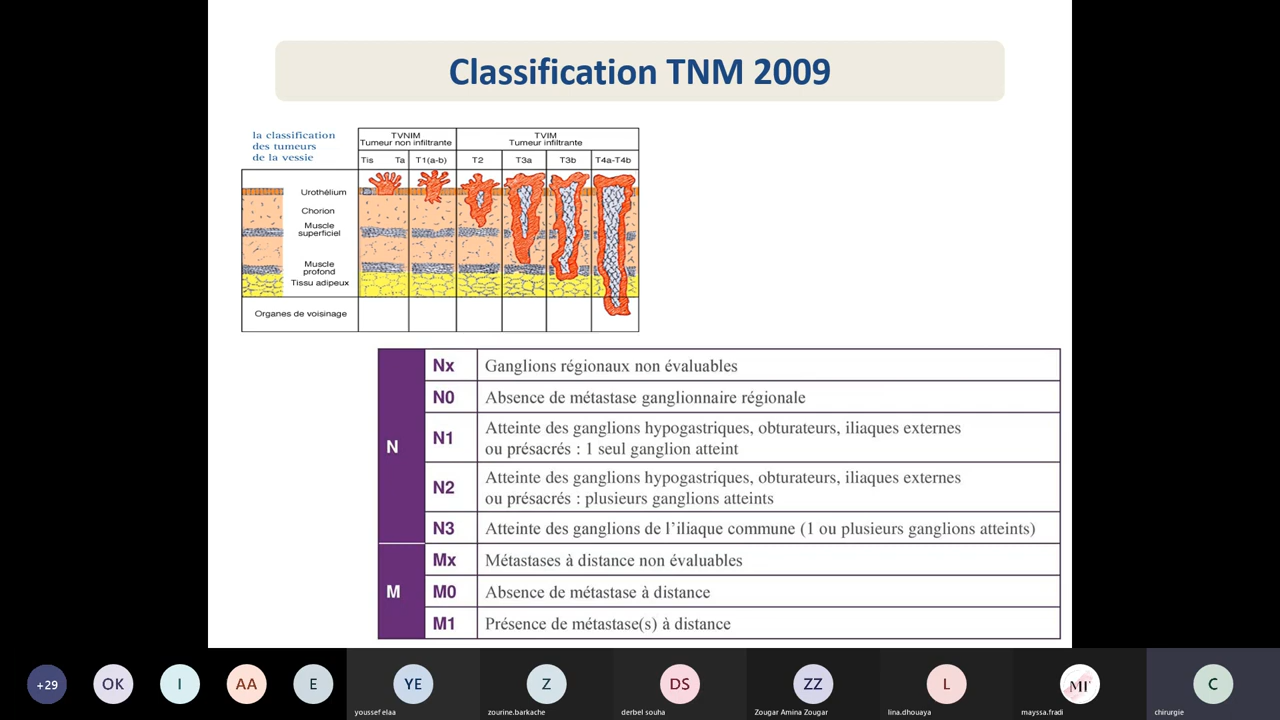 Classification TNM 2009
la classification
des tumeurs
de la vessie
TVNIM
Tumeur non infiltrante
TVIM
Tumeur infiltrante
Tis Ta T1(a-b) T2 T3a T3b T4a-T4b
Urothélium
Chorion
Muscle
superficiel
Muscle
profond
Tissu adipeux
Organes de voisinage
N
Nx Ganglions régionaux non évaluables
N0 Absence de métastase ganglionnaire régionale
N1 Atteinte des ganglions hypogastriques, obturateurs, iliaques externes
ou présacrés : 1 seul ganglion atteint
N2 Atteinte des ganglions hypogastriques, obturateurs, iliaques externes
ou présacrés : plusieurs ganglions atteints
N3 Atteinte des ganglions de l'iliaque commune (1 ou plusieurs ganglions atteints)
M
Mx Métastases à distance non évaluables
M0 Absence de métastase à distance
M1 Présence de métastase(s) à distance
+29 OK I AA E YE Z DS ZZ L MF C
youssef elaa zourine.barkache derbel souha Zougar Amina Zougar lina.dhouaya mayssa.fradi chirurgie